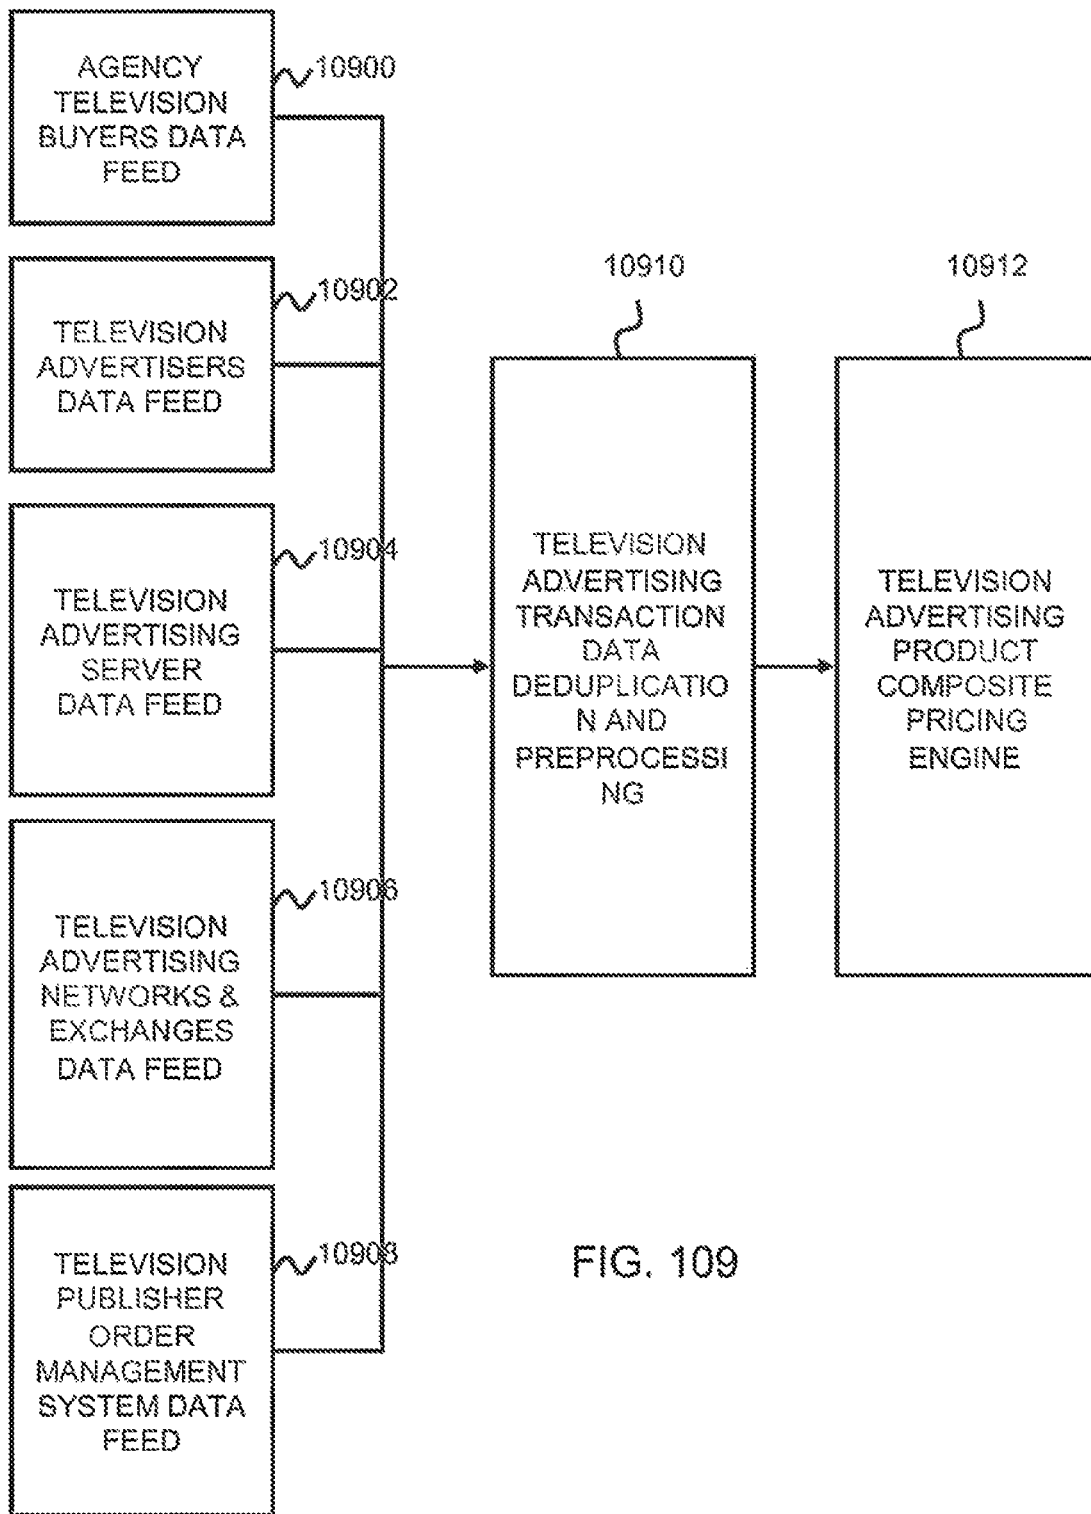 AGENCY
TELEVISION
BUYERS DATA
FEED
10900
TELEVISION
ADVERTISERS
DATA FEED
10902
TELEVISION
ADVERTISING
SERVER
DATA FEED
10904
TELEVISION
ADVERTISING
NETWORKS &
EXCHANGES
DATA FEED
10906
TELEVISION
PUBLISHER
ORDER
MANAGEMENT
SYSTEM DATA
FEED
10908
10910
TELEVISION
ADVERTISING
TRANSACTION
DATA
DEDUPLICATIO
N AND
PREPROCESSI
NG
10912
TELEVISION
ADVERTISING
PRODUCT
COMPOSITE
PRICING
ENGINE
FIG. 109